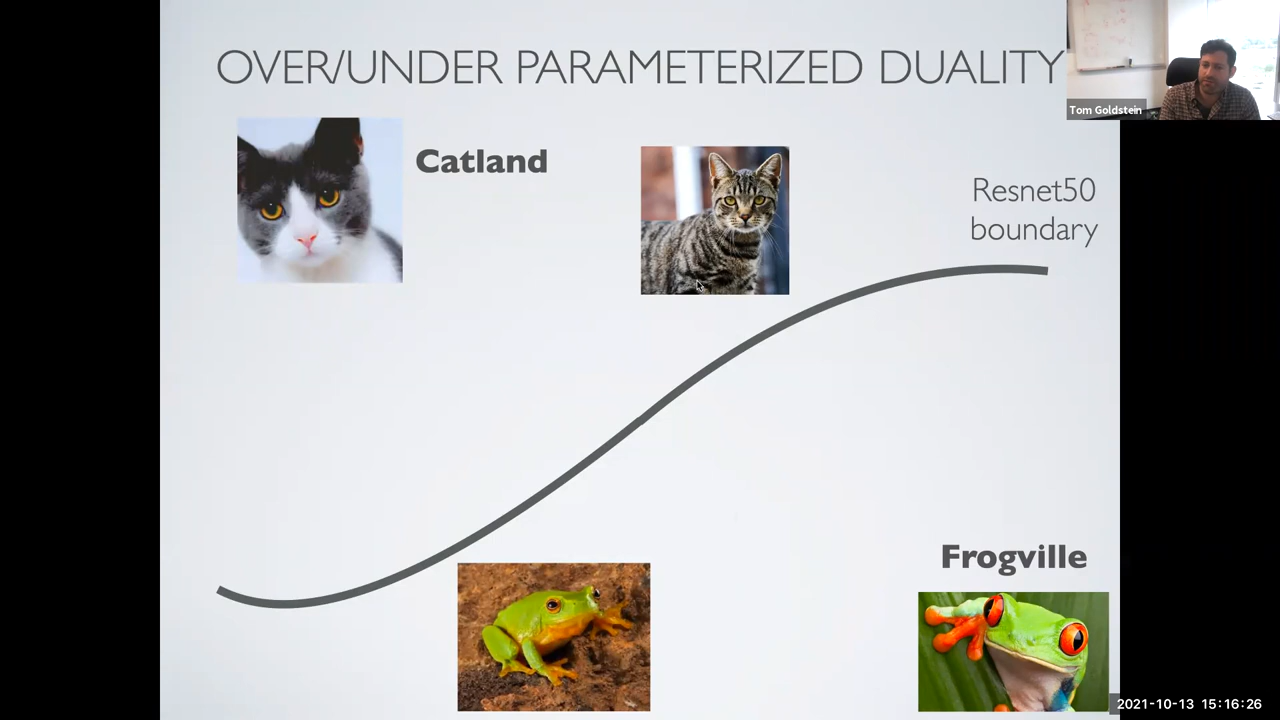 OVER/UNDER PARAMETERIZED DUALITY
Tom Goldstein
Catland
Resnet50
boundary
Frogville
2021-10-13 15:16:26